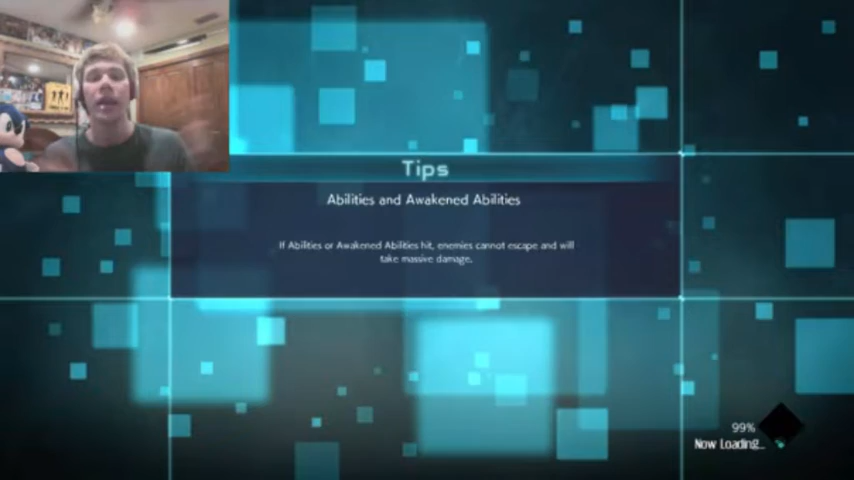 Tips
Abilities and Awakened Abilities
If Abilities or Awakened Abilities hit, enemies cannot escape and will
take massive damage.
99%
Now Loading...